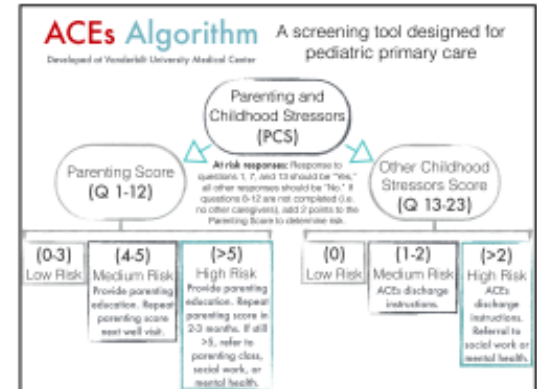 ACEs Algorithm
Developed at Vanderbilt University Medical Center
A screening tool designed for
pediatric primary care
Parenting and
Childhood Stressors
(PCS)
At risk responses: Response to
questions 1, 7, and 13 should be "Yes,"
all other responses should be "No." If
questions 8-12 are not completed (i.e.
no other caregivers), add 2 points to the
Parenting Score to determine risk.
Parenting Score
(Q 1-12)
Other Childhood
Stressors Score
(Q 13-23)
(0-3)
Low Risk
(4-5)
Medium Risk
Provide parenting
education. Repeat
parenting score
next well visit.
(>5)
High Risk
Provide parenting
education. Repeat
parenting score in
2-3 months. If still
>5, refer to
parenting class,
social work, or
mental health.
(0)
Low Risk
(1-2)
Medium Risk
ACEs discharge
instructions.
(>2)
High Risk
ACEs
discharge
instructions.
Referral to
social work or
mental health.